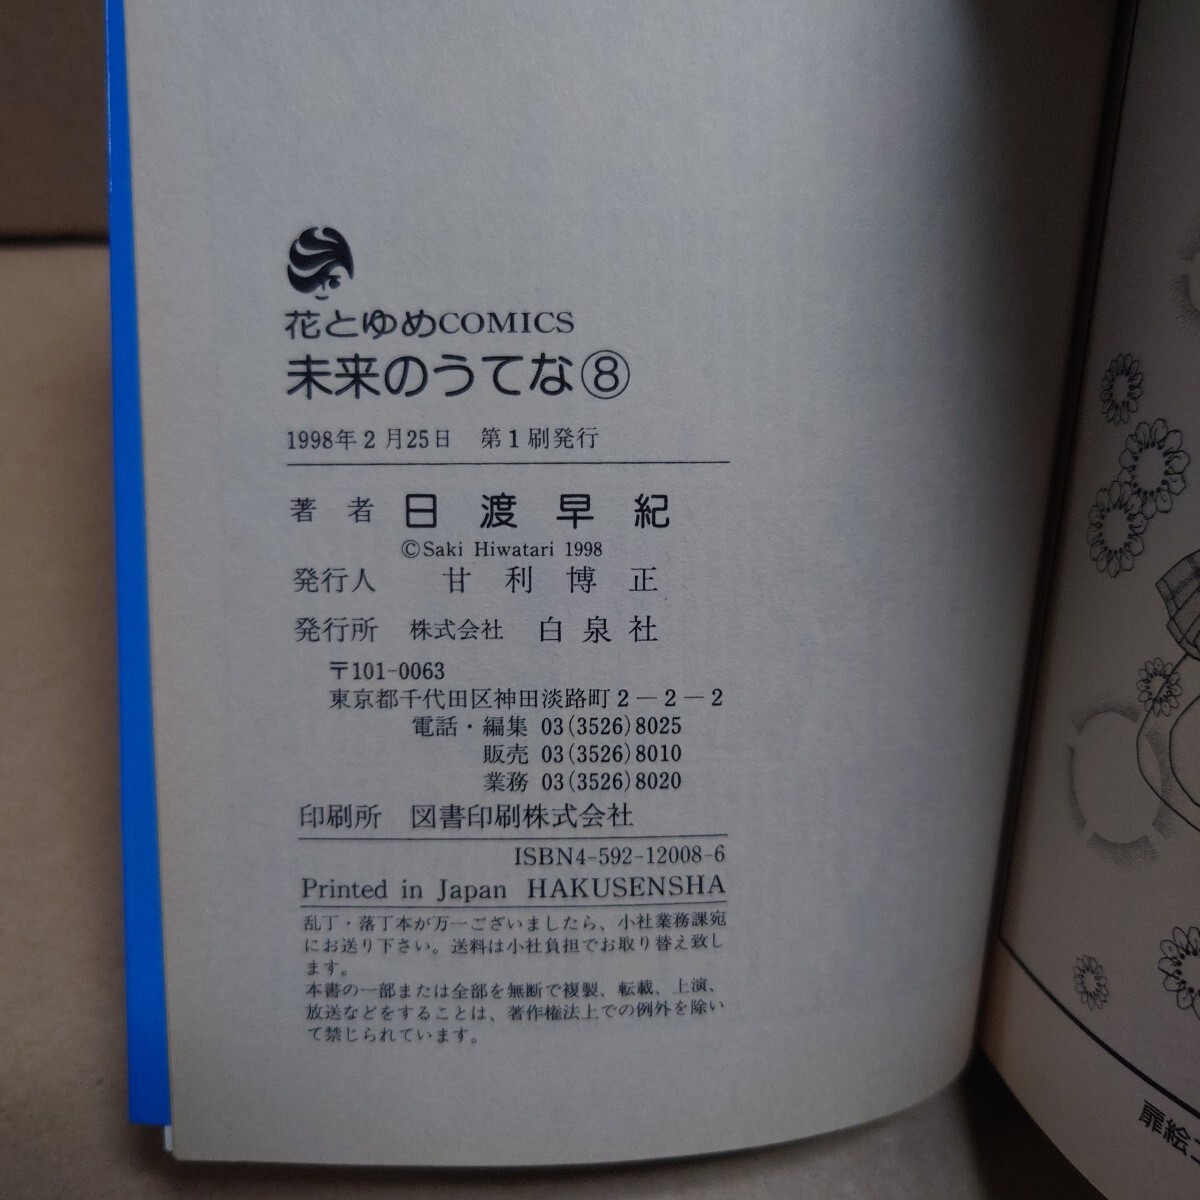 花とゆめCOMICS
未来のうてな⑧
1998年2月25日 第1刷発行
著者 日渡早紀
©Saki Hiwatari 1998
発行人 甘利博正
発行所 株式会社 白泉社
〒101-0063
東京都千代田区神田淡路町2-2-2
電話・編集 03(3526)8025
販売 03(3526)8010
業務 03(3526)8020
印刷所 図書印刷株式会社
ISBN4-592-12008-6
Printed in Japan HAKUSENSHA
乱丁・落丁本が万一ございましたら、小社業務課宛
にお送り下さい。送料は小社負担でお取り替え致し
ます。
本書の一部または全部を無断で複製、転載、上演、
放送などをすることは、著作権法上での例外を除い
て禁じられています。
扉絵